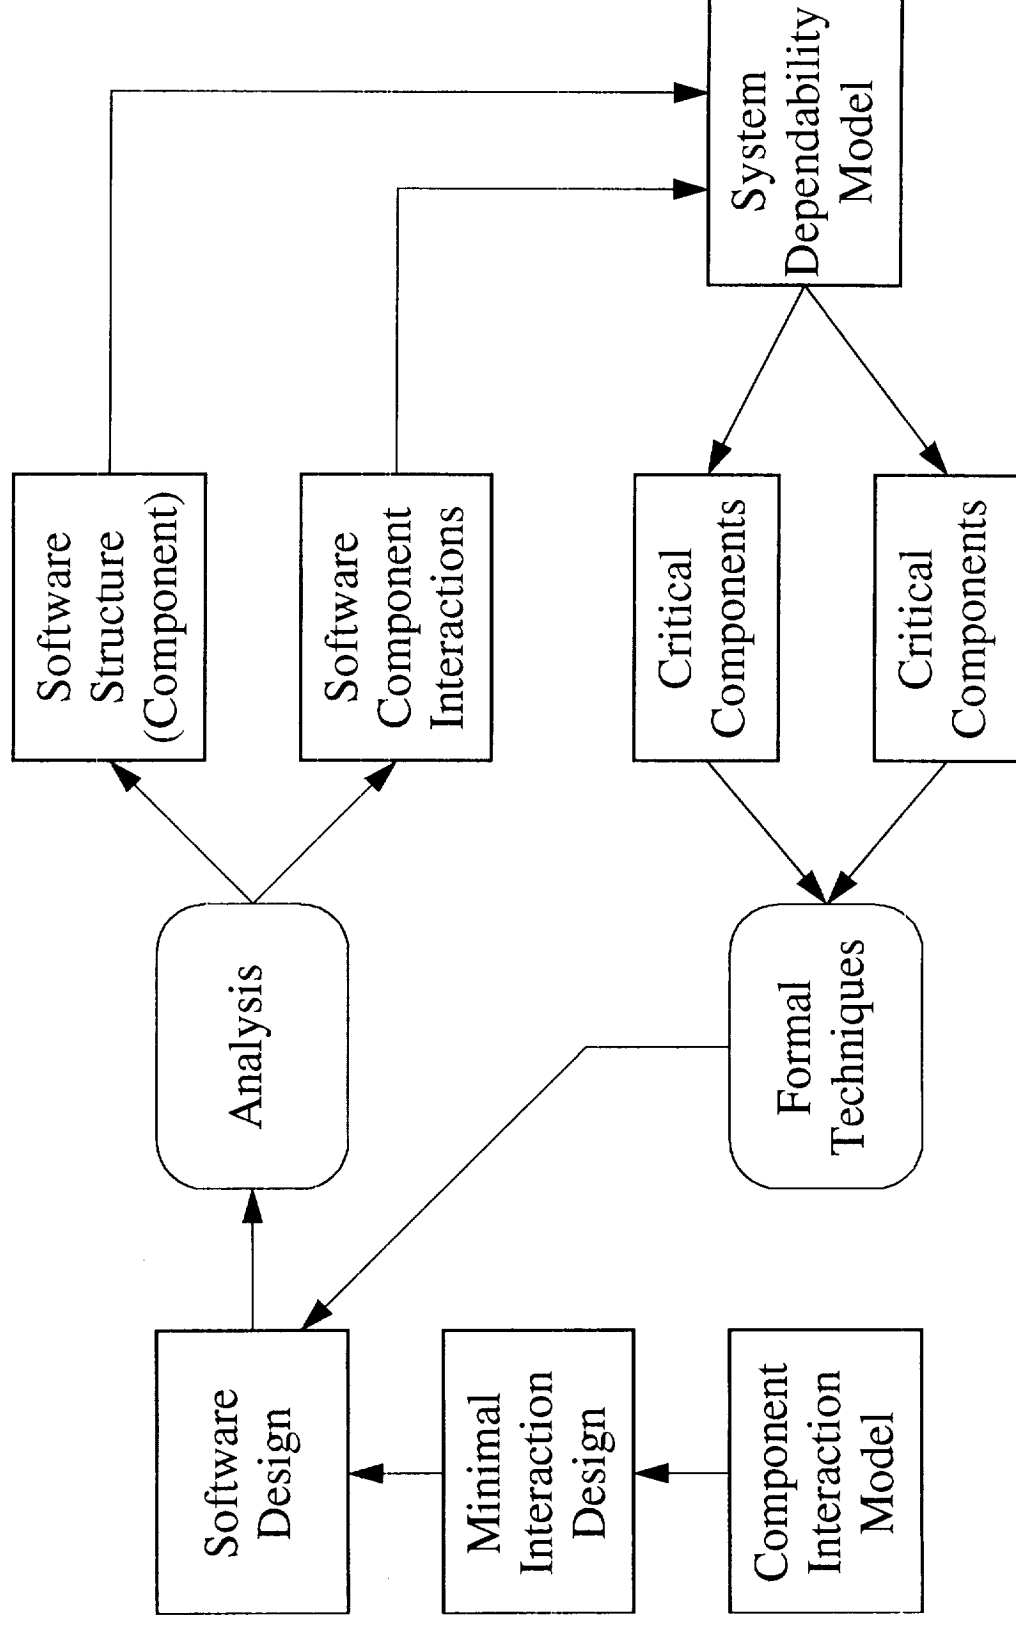 Software
Design
Analysis
Software
Structure
(Component)
Software
Component
Interactions
Minimal
Interaction
Design
Component
Interaction
Model
Formal
Techniques
Critical
Components
Critical
Components
System
Dependability
Model